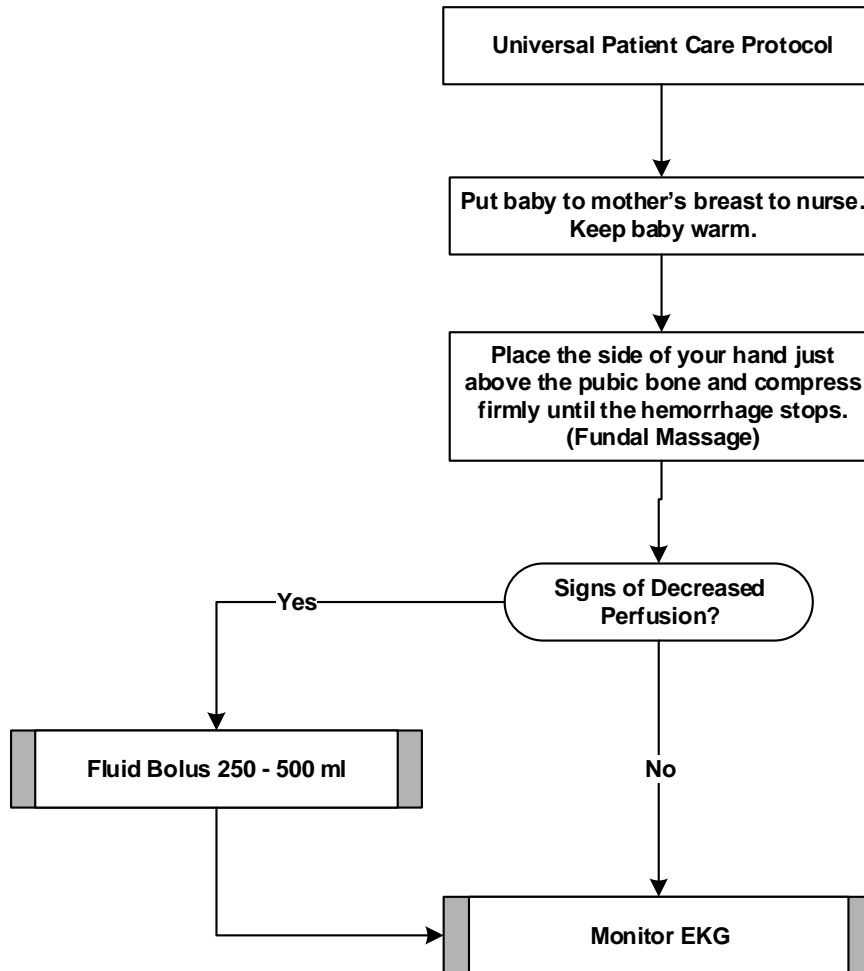 Universal Patient Care Protocol
Put baby to mother's breast to nurse.
Keep baby warm.
Place the side of your hand just
above the pubic bone and compress
firmly until the hemorrhage stops.
(Fundal Massage)
Signs of Decreased
Perfusion?
Yes
Fluid Bolus 250 - 500 ml
No
Monitor EKG